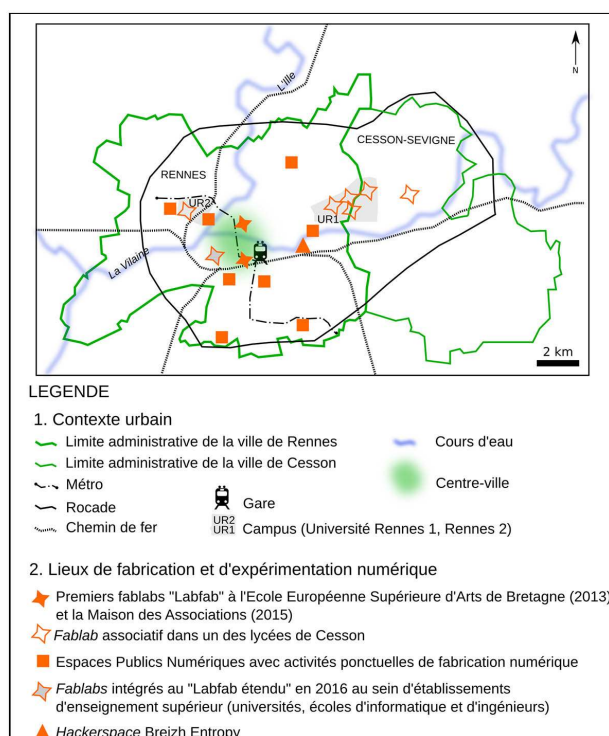 N
L'Ille
CESSON-SEVIGNE
RENNES
UR2
UR1
La Vilaine
2 km
LEGENDE
1. Contexte urbain
Limite administrative de la ville de Rennes
Cours d'eau
Limite administrative de la ville de Cesson
Métro
Centre-ville
Rocade
Gare
Chemin de fer
UR2
UR1
Campus (Université Rennes 1, Rennes 2)
2. Lieux de fabrication et d'expérimentation numérique
Premiers fablabs "Labfab" à l'Ecole Européenne Supérieure d'Arts de Bretagne (2013)
et la Maison des Associations (2015)
Fablab associatif dans un des lycées de Cesson
Espaces Publics Numériques avec activités ponctuelles de fabrication numérique
Fablabs intégrés au "Labfab étendu" en 2016 au sein d'établissements
d'enseignement supérieur (universités, écoles d'informatique et d'ingénieurs)
Hackerspace Breizh Entropy